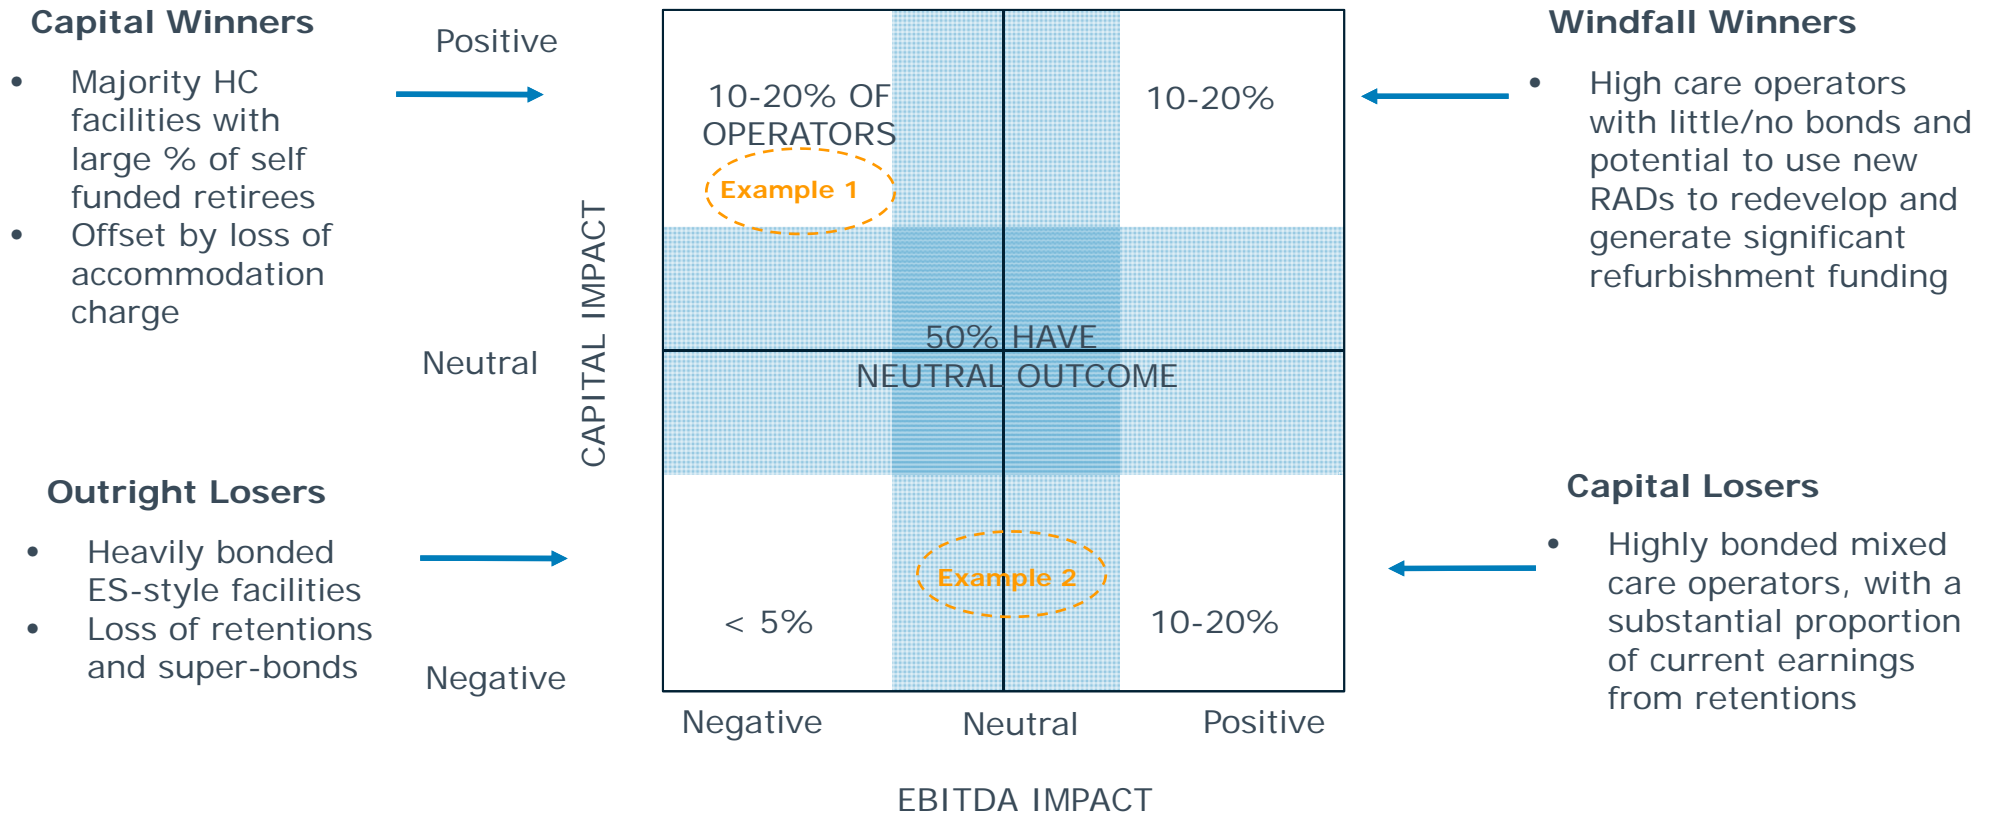 Capital Winners
• Majority HC
facilities with
large % of self
funded retirees
• Offset by loss of
accommodation
charge
Outright Losers
• Heavily bonded
ES-style facilities
• Loss of retentions
and super-bonds
Positive
Neutral
Negative
CAPITAL IMPACT
10-20% OF
OPERATORS
Example 1
10-20%
50% HAVE
NEUTRAL OUTCOME
Example 2
< 5%
10-20%
Negative
Neutral
Positive
EBITDA IMPACT
Windfall Winners
• High care operators
with little/no bonds and
potential to use new
RADs to redevelop and
generate significant
refurbishment funding
Capital Losers
• Highly bonded mixed
care operators, with a
substantial proportion
of current earnings
from retentions